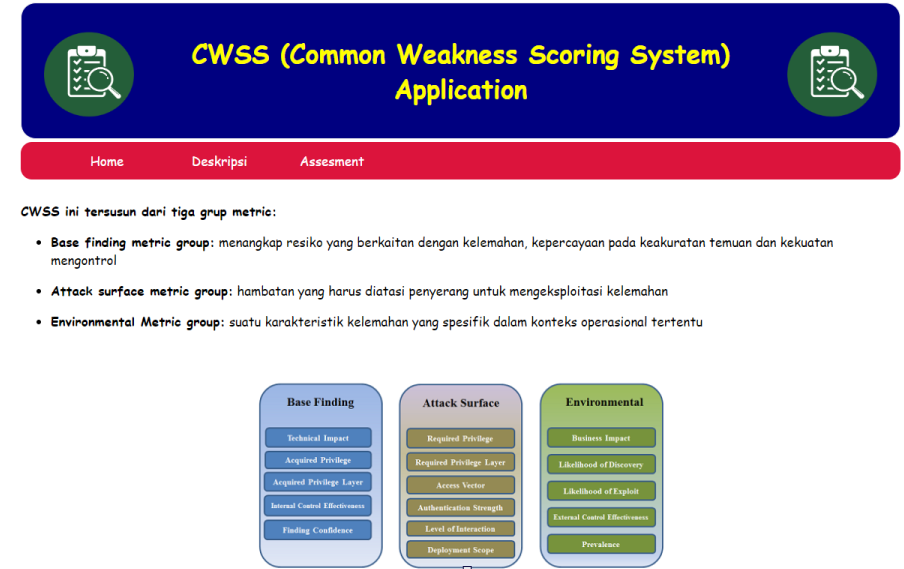 CWSS (Common Weakness Scoring System)
Application
Home Deskripsi Assesment
CWSS ini tersusun dari tiga grup metric:
• Base finding metric group: menangkap resiko yang berkaitan dengan kelemahan, kepercayaan pada keakuratan temuan dan kekuatan
mengontrol
• Attack surface metric group: hambatan yang harus diatasi penyerang untuk mengeksploitasi kelemahan
• Environmental Metric group: suatu karakteristik kelemahan yang spesifik dalam konteks operasional tertentu
Base Finding
Technical Impact
Acquired Privilege
Acquired Privilege Layer
Internal Control Effectiveness
Finding Confidence
Attack Surface
Required Privilege
Required Privilege Layer
Access Vector
Authentication Strength
Level of Interaction
Deployment Scope
Environmental
Business Impact
Likelihood of Discovery
Likelihood of Exploit
External Control Effectiveness
Prevalence